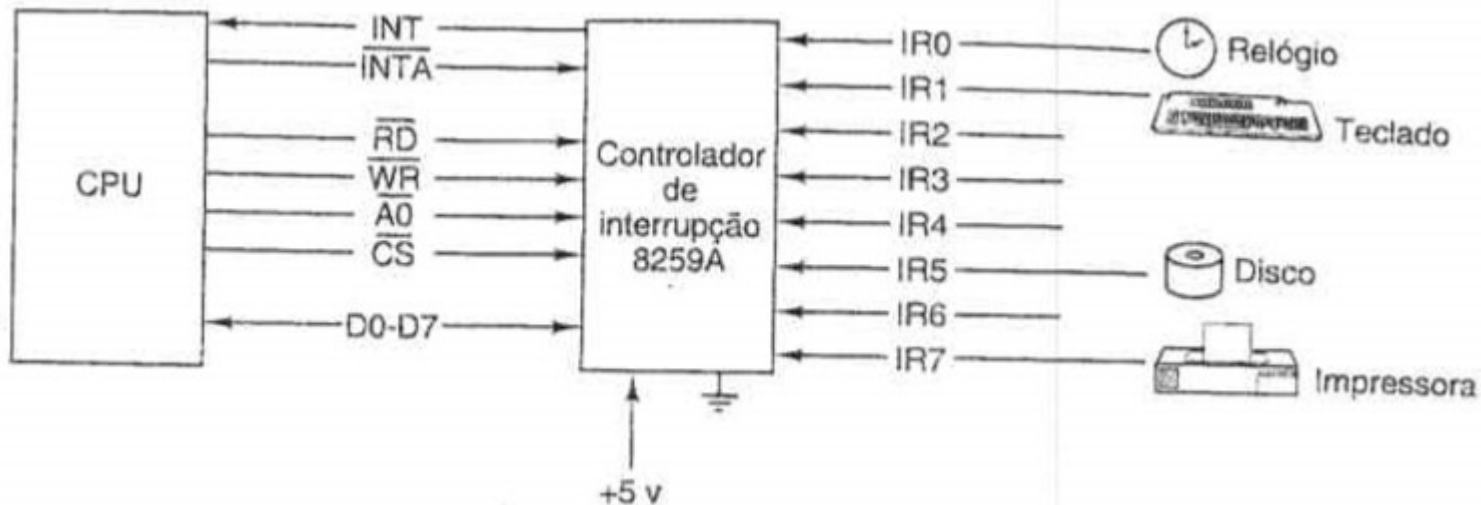 INT
INTA
RD
WR
A0
CS
D0-D7
CPU
Controlador
de
interrupção
8259A
+5 v
IR0
IR1
IR2
IR3
IR4
IR5
IR6
IR7
Relógio
Teclado
Disco
Impressora